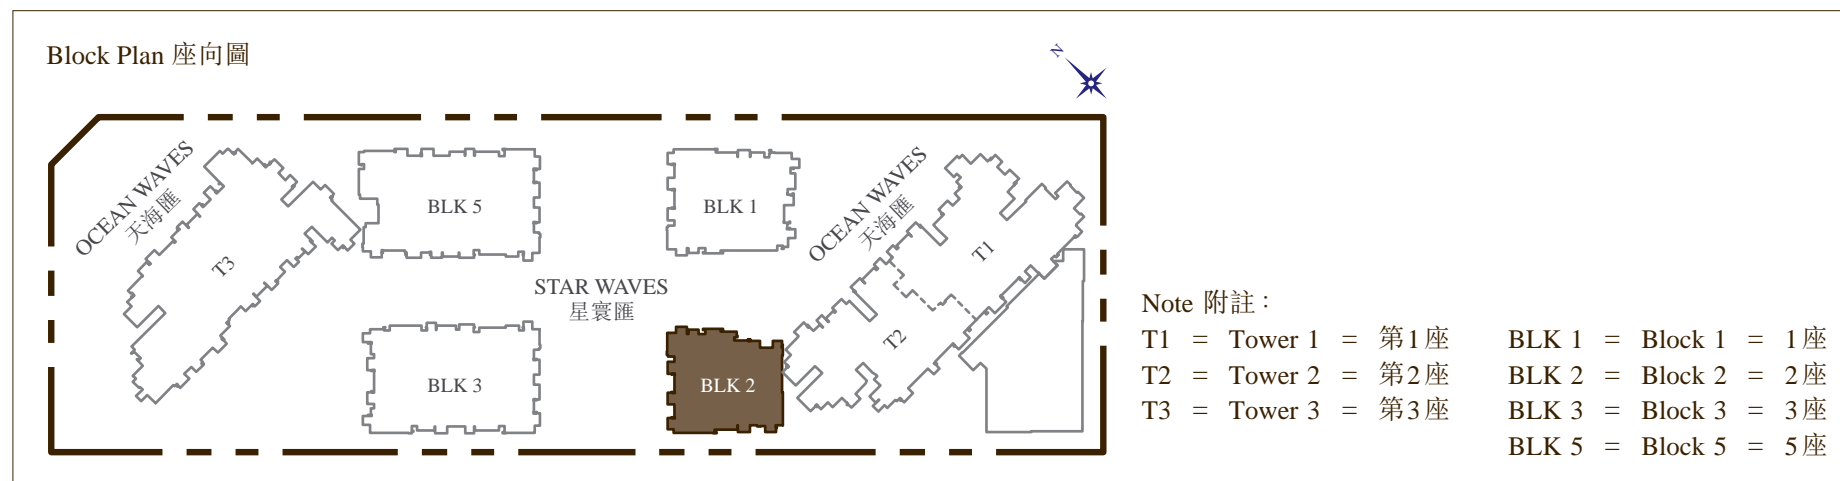 Block Plan 座向圖
N
OCEAN WAVES
天海匯
T3
BLK 5
BLK 1
OCEAN WAVES
天海匯
T1
STAR WAVES
星寰匯
BLK 3
BLK 2
T2
Note 附註：
T1 = Tower 1 = 第1座
T2 = Tower 2 = 第2座
T3 = Tower 3 = 第3座
BLK 1 = Block 1 = 1座
BLK 2 = Block 2 = 2座
BLK 3 = Block 3 = 3座
BLK 5 = Block 5 = 5座